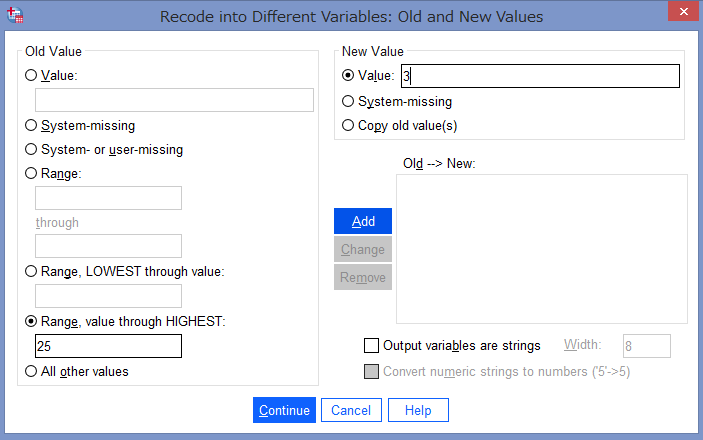 Recode into Different Variables: Old and New Values
Old Value
Value:
System-missing
System- or user-missing
Range:
through
Range, LOWEST through value:
Range, value through HIGHEST:
25
All other values
New Value
Value: 3
System-missing
Copy old value(s)
Old --> New:
Add
Change
Remove
Output variables are strings Width: 8
Convert numeric strings to numbers ('5'->5)
Continue Cancel Help